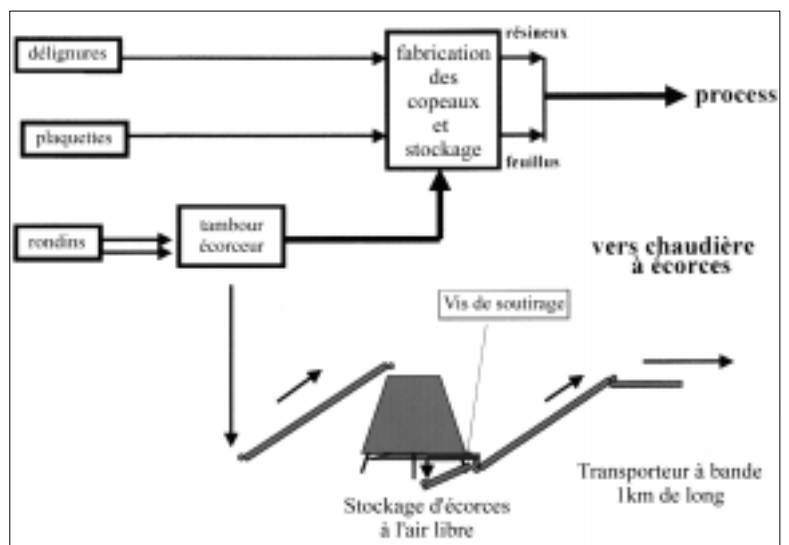 délignures
plaquettes
rondins
tambour
écorceur
fabrication
des
copeaux
et
stockage
résineux
feuillus
process
vers chaudière
à écorces
Vis de soutirage
Stockage d'écorces
à l'air libre
Transporteur à bande
1km de long